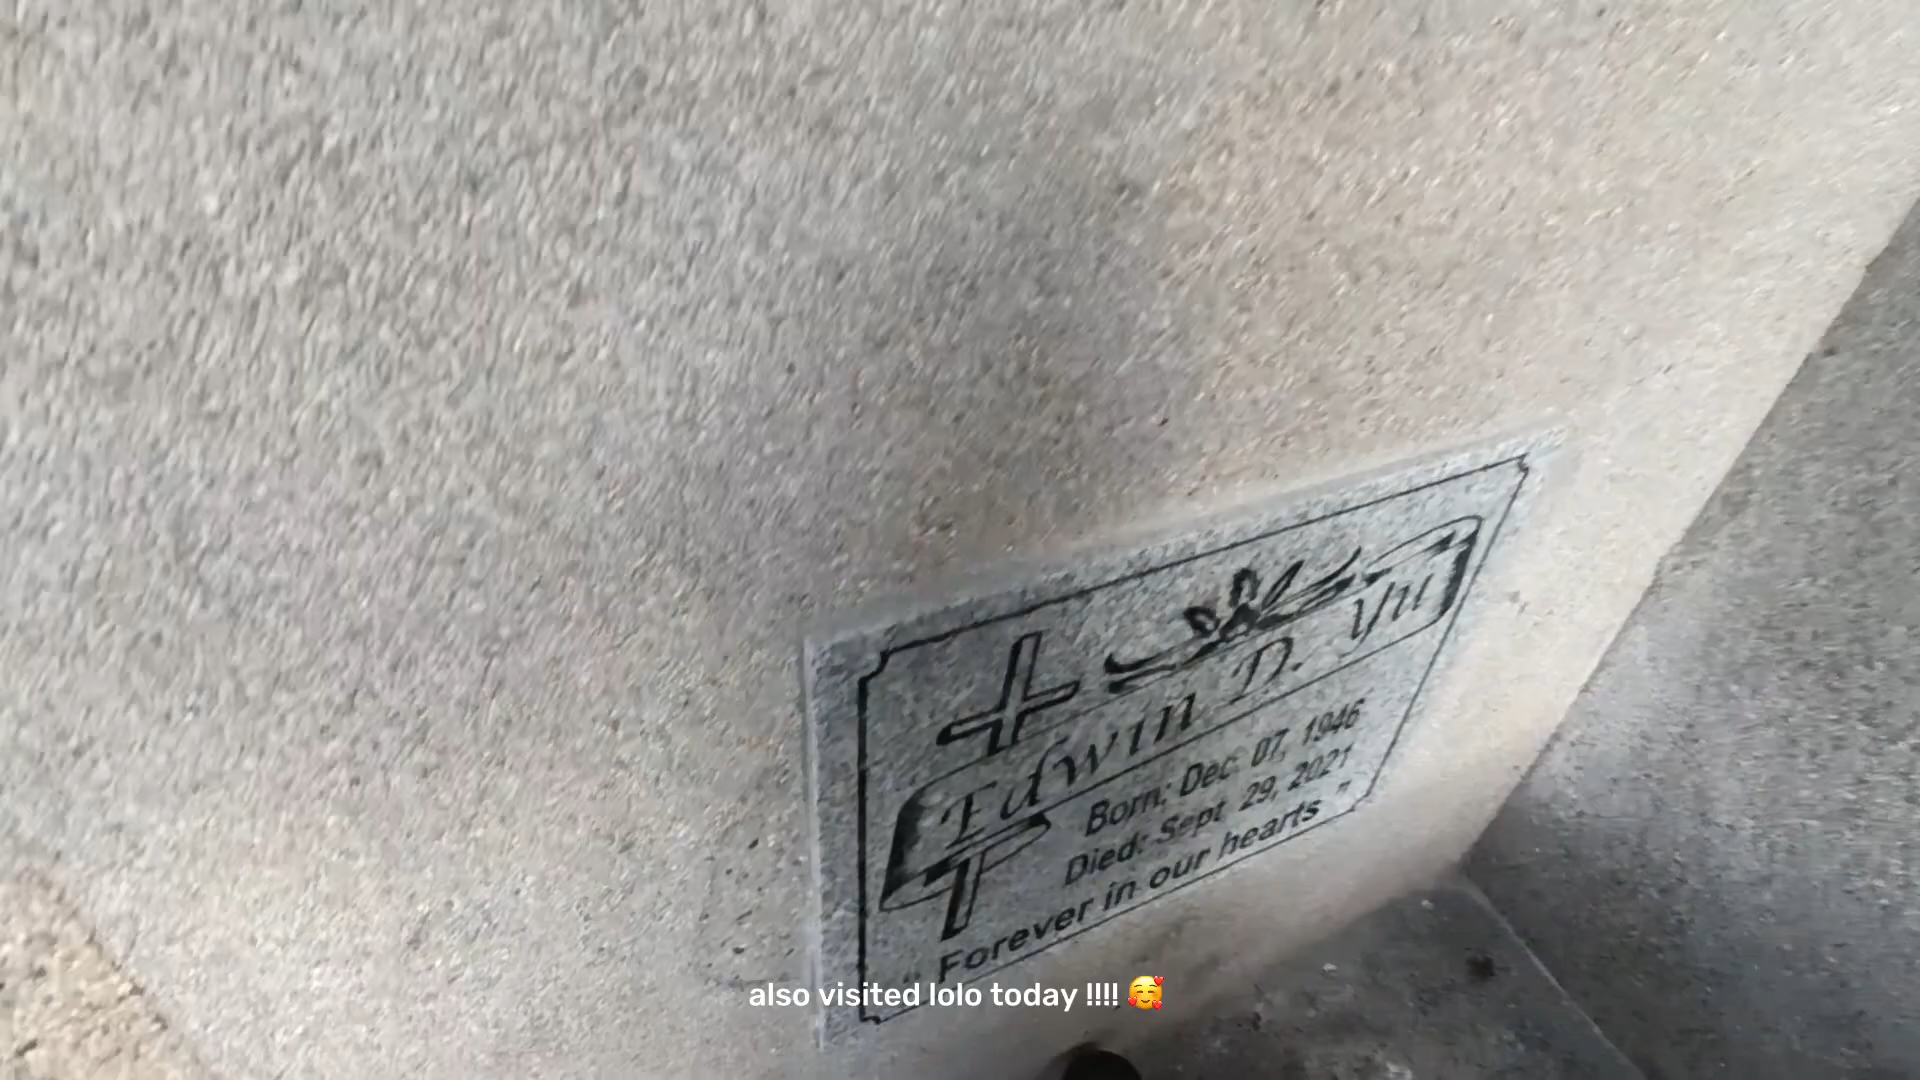 Edwin D. Yu
Born: Dec. 07, 1946
Died: Sept 29, 2021
" Forever in our hearts "
also visited lolo today !!!! 🥰